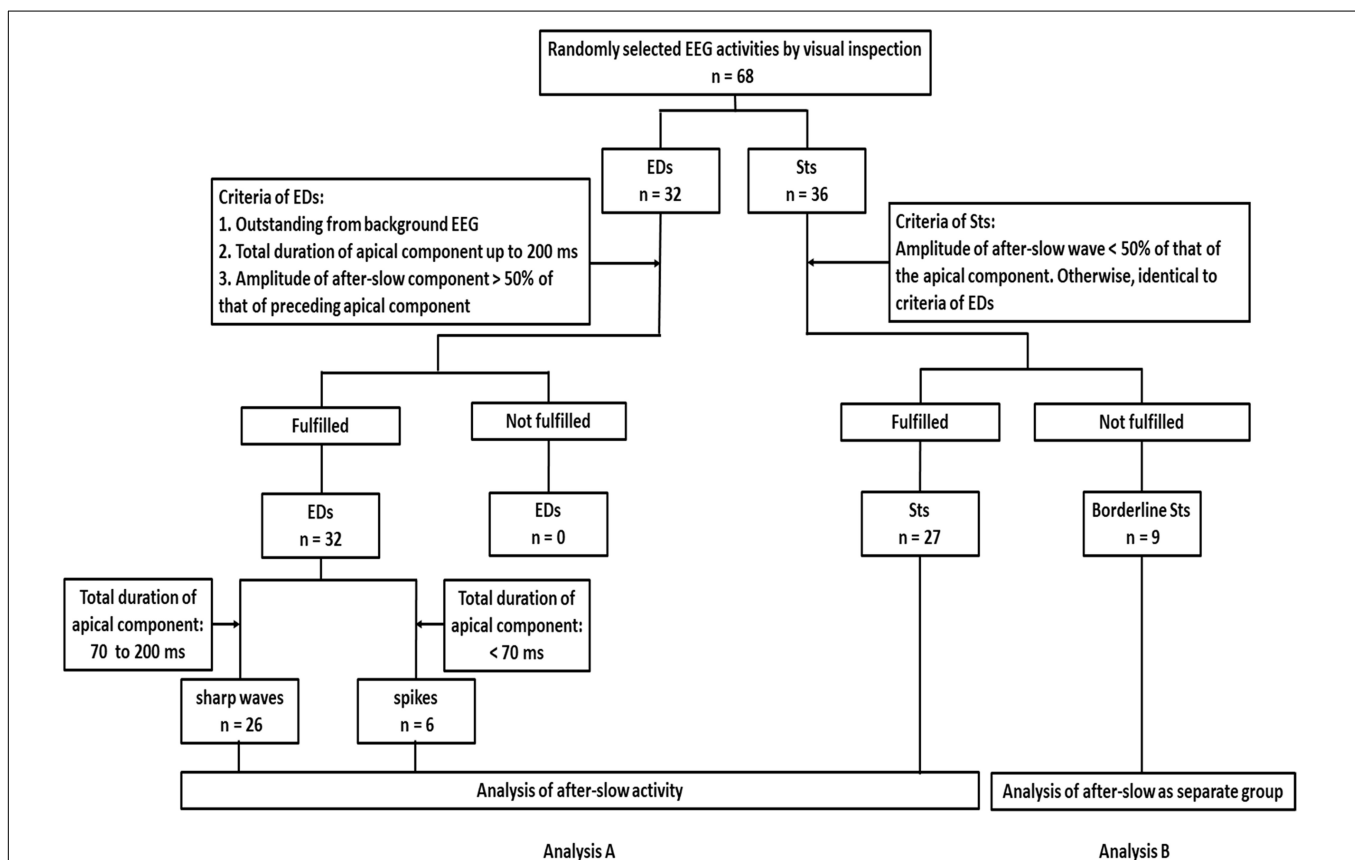 Randomly selected EEG activities by visual inspection
n = 68
EDs
n = 32
Sts
n = 36
Criteria of EDs:
1. Outstanding from background EEG
2. Total duration of apical component up to 200 ms
3. Amplitude of after-slow component > 50% of
that of preceding apical component
Criteria of Sts:
Amplitude of after-slow wave < 50% of that of
the apical component. Otherwise, identical to
criteria of EDs
Fulfilled
Not fulfilled
Fulfilled
Not fulfilled
EDs
n = 32
EDs
n = 0
Sts
n = 27
Borderline Sts
n = 9
Total duration of
apical component:
70 to 200 ms
Total duration of
apical component:
< 70 ms
sharp waves
n = 26
spikes
n = 6
Analysis of after-slow activity
Analysis of after-slow as separate group
Analysis A
Analysis B